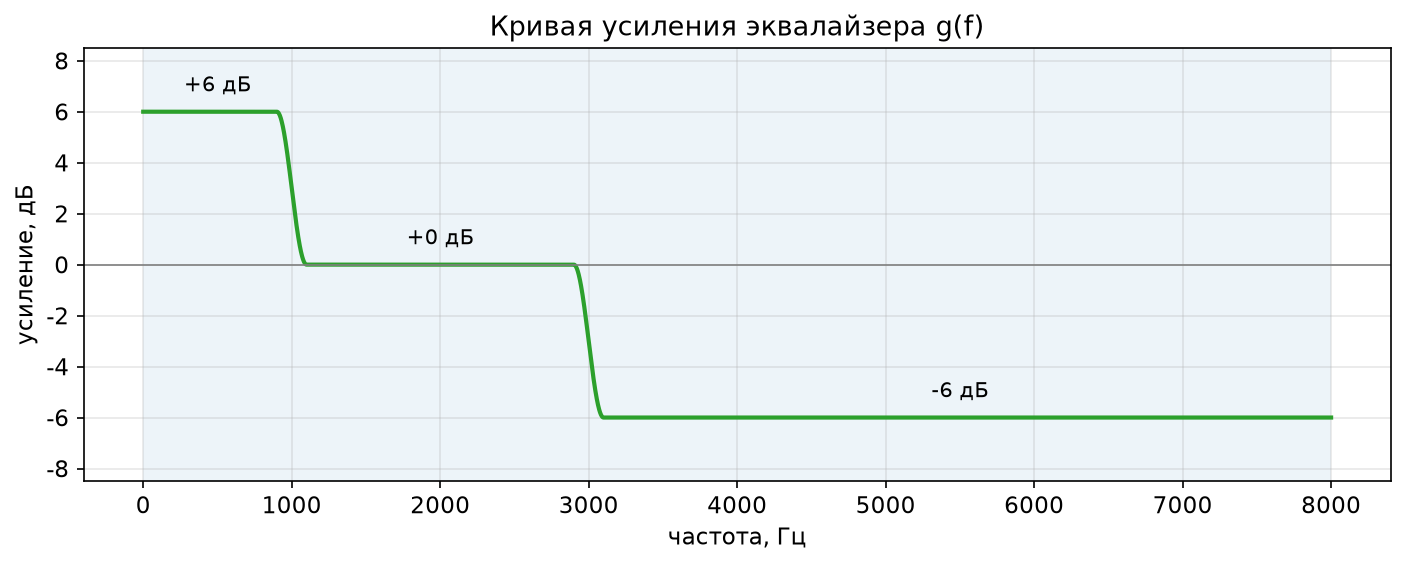 Кривая усиления эквалайзера g(f)
8
6
4
2
0
-2
-4
-6
-8
усиление, дБ
+6 дБ
+0 дБ
-6 дБ
0 1000 2000 3000 4000 5000 6000 7000 8000
частота, Гц